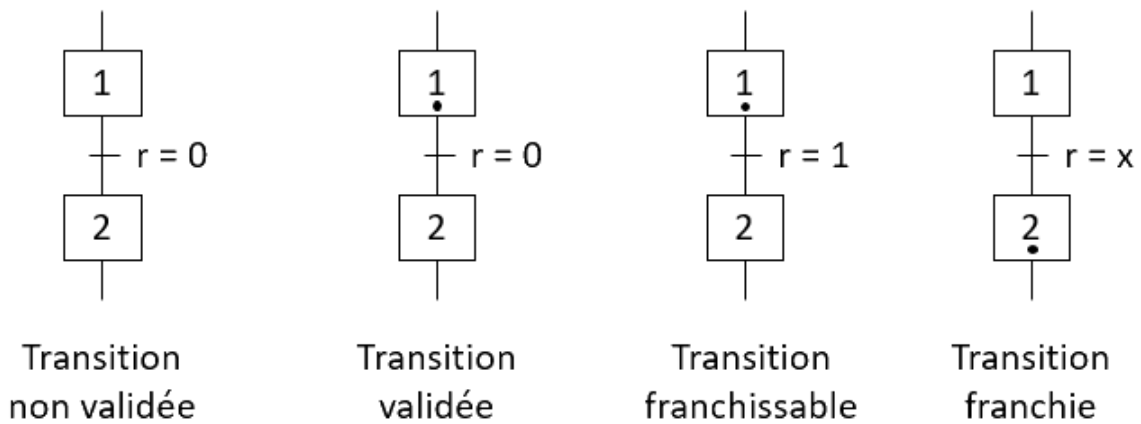 1
r = 0
2
Transition
non validée
1
r = 0
2
Transition
validée
1
r = 1
2
Transition
franchissable
1
r = x
2
Transition
franchie